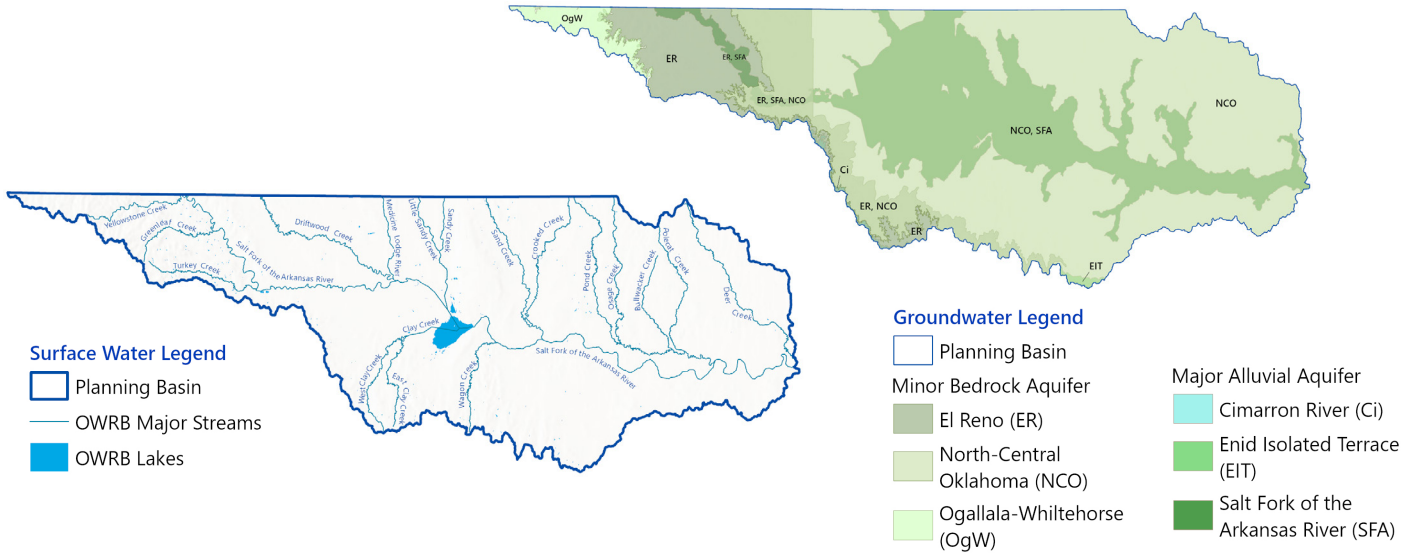 OgW
ER
ER, SFA
ER, SFA, NCO
NCO
NCO, SFA
Ci
ER, NCO
ER
EIT
Yellowstone Creek
Greenleaf Creek
Turkey Creek
Salt Fork of the Arkansas River
Driftwood Creek
Medicine Lodge River
Little Sandy Creek
Sandy Creek
Sand Creek
Crooked Creek
Pond Creek
Osage Creek
Bullwacker Creek
Polecat Creek
Deer Creek
Clay Creek
West Clay Creek
East Clay Creek
Wagon Creek
Salt Fork of the Arkansas River
Surface Water Legend
Planning Basin
OWRB Major Streams
OWRB Lakes
Groundwater Legend
Planning Basin
Minor Bedrock Aquifer
El Reno (ER)
North-Central
Oklahoma (NCO)
Ogallala-Whiltehorse
(OgW)
Major Alluvial Aquifer
Cimarron River (Ci)
Enid Isolated Terrace
(EIT)
Salt Fork of the
Arkansas River (SFA)